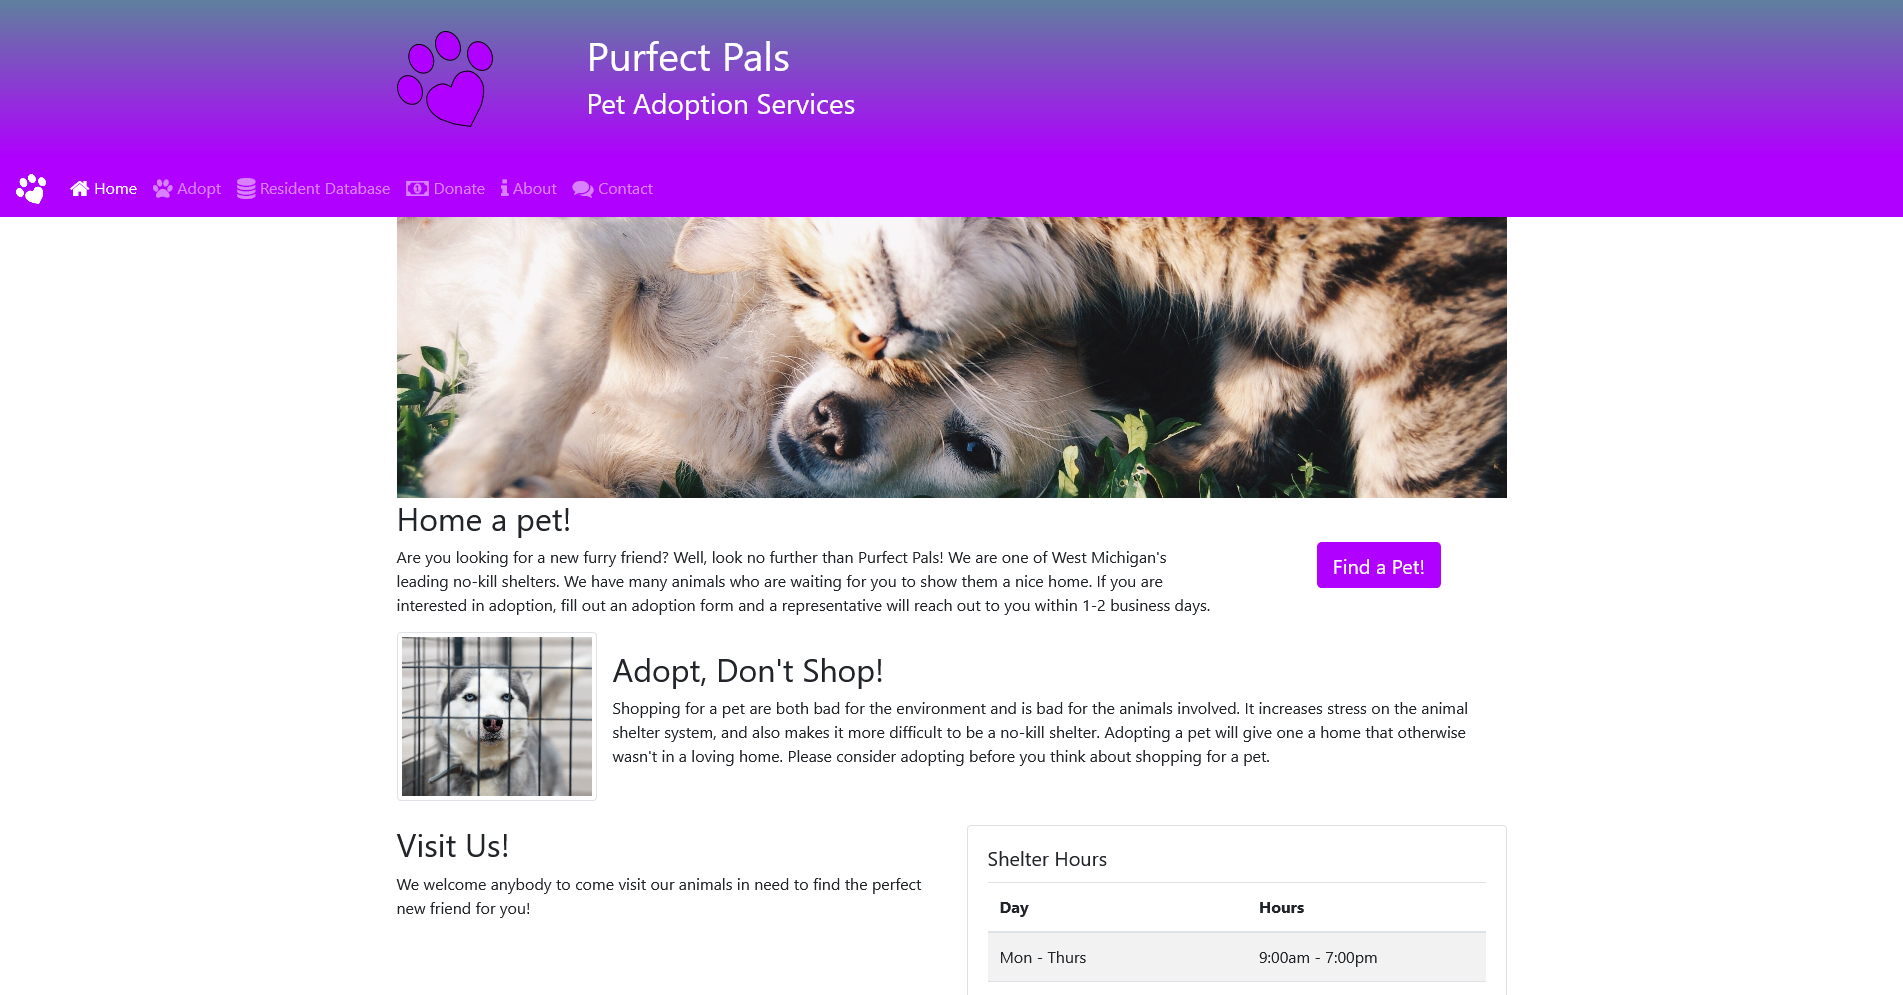 Purfect Pals
Pet Adoption Services
Home Adopt Resident Database Donate About Contact
Home a pet!
Are you looking for a new furry friend? Well, look no further than Purfect Pals! We are one of West Michigan's
leading no-kill shelters. We have many animals who are waiting for you to show them a nice home. If you are
interested in adoption, fill out an adoption form and a representative will reach out to you within 1-2 business days.
Find a Pet!
Adopt, Don't Shop!
Shopping for a pet are both bad for the environment and is bad for the animals involved. It increases stress on the animal
shelter system, and also makes it more difficult to be a no-kill shelter. Adopting a pet will give one a home that otherwise
wasn't in a loving home. Please consider adopting before you think about shopping for a pet.
Visit Us!
We welcome anybody to come visit our animals in need to find the perfect
new friend for you!
Shelter Hours
Day Hours
Mon - Thurs 9:00am - 7:00pm